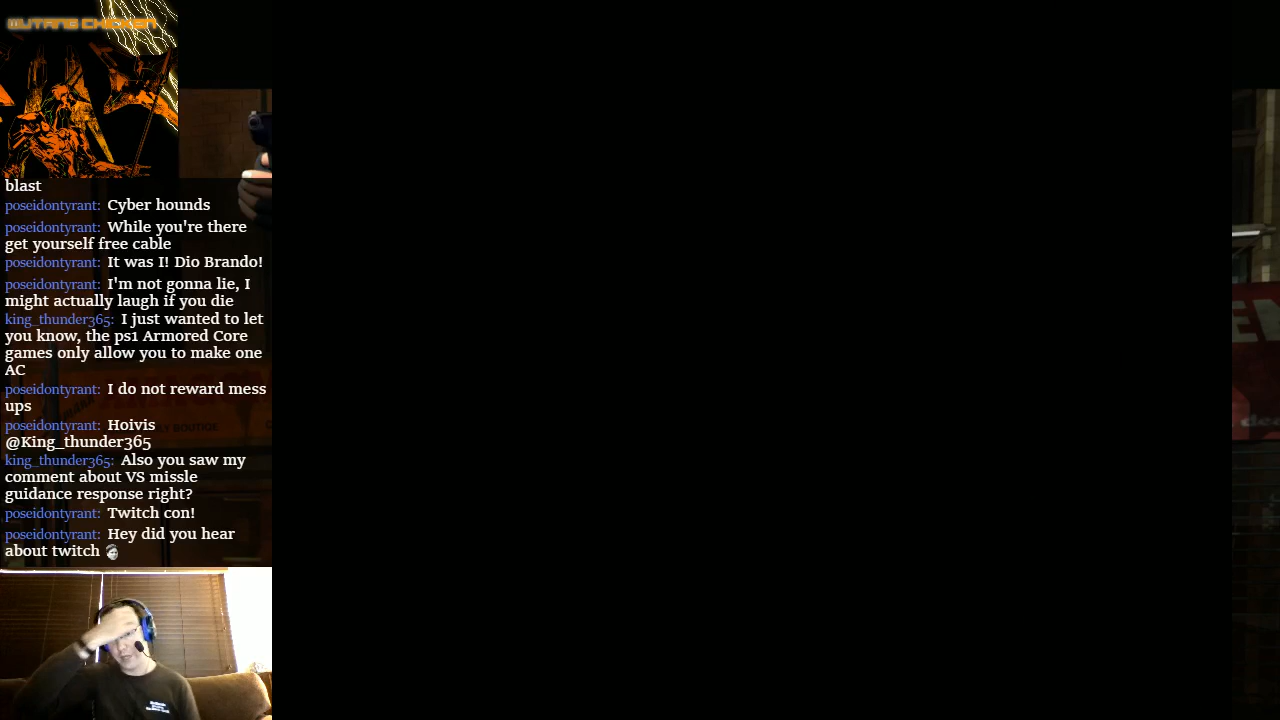 WUTANG CHICKEN
blast
poseidontyrant: Cyber hounds
poseidontyrant: While you're there
get yourself free cable
poseidontyrant: It was I! Dio Brando!
poseidontyrant: I'm not gonna lie, I
might actually laugh if you die
king_thunder365: I just wanted to let
you know, the ps1 Armored Core
games only allow you to make one
AC
poseidontyrant: I do not reward mess
ups
poseidontyrant: Hoivis
@King_thunder365
king_thunder365: Also you saw my
comment about VS missle
guidance response right?
poseidontyrant: Twitch con!
poseidontyrant: Hey did you hear
about twitch